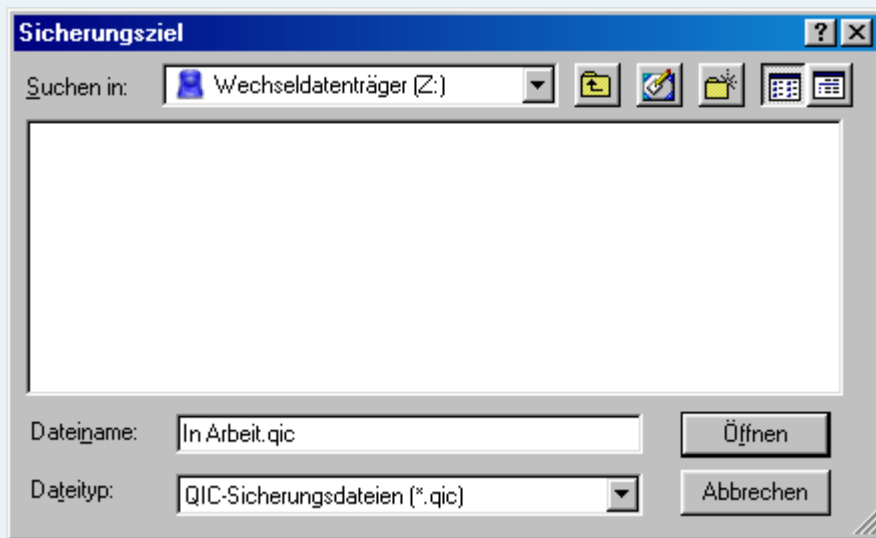 Sicherungsziel
Suchen in: Wechseldatenträger (Z:)
Dateiname: In Arbeit.qic Öffnen
Dateityp: QIC-Sicherungsdateien (*.qic) Abbrechen